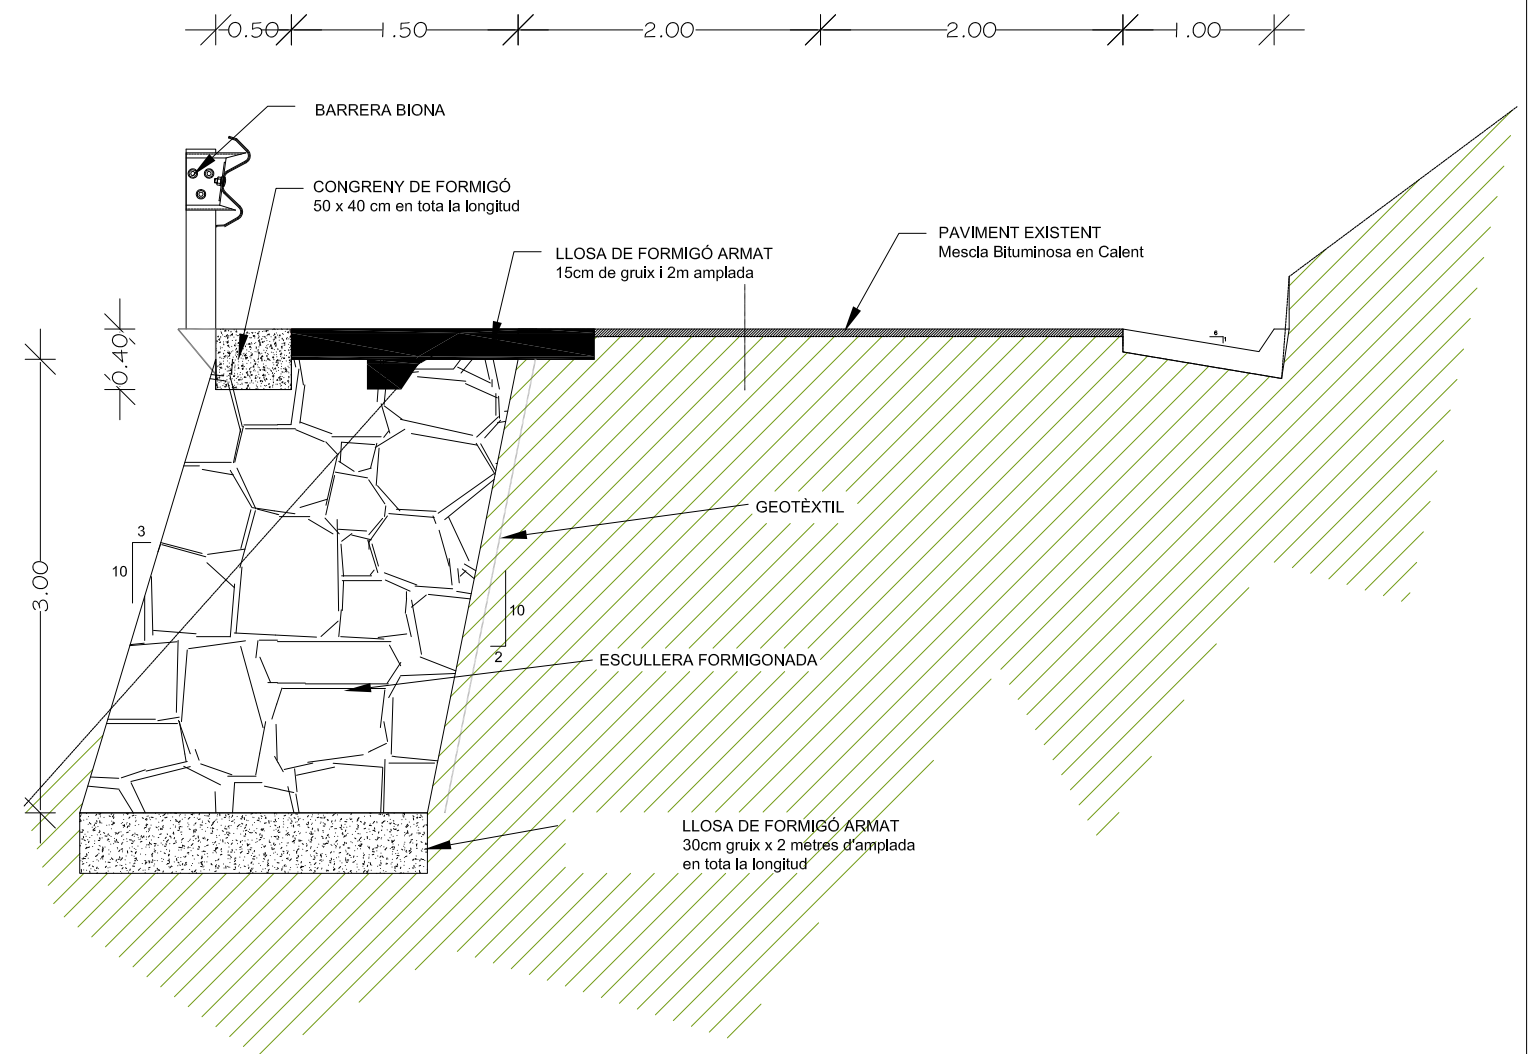 0.50
1.50
2.00
2.00
1.00
BARRERA BIONA
CONGRENY DE FORMIGÓ
50 x 40 cm en tota la longitud
LLOSA DE FORMIGÓ ARMAT
15cm de gruix i 2m amplada
PAVIMENT EXISTENT
Mescla Bituminosa en Calent
0.40
6
1
GEOTÈXTIL
3
10
3.00
10
2
ESCULLERA FORMIGONADA
LLOSA DE FORMIGÓ ARMAT
30cm gruix x 2 metres d'amplada
en tota la longitud